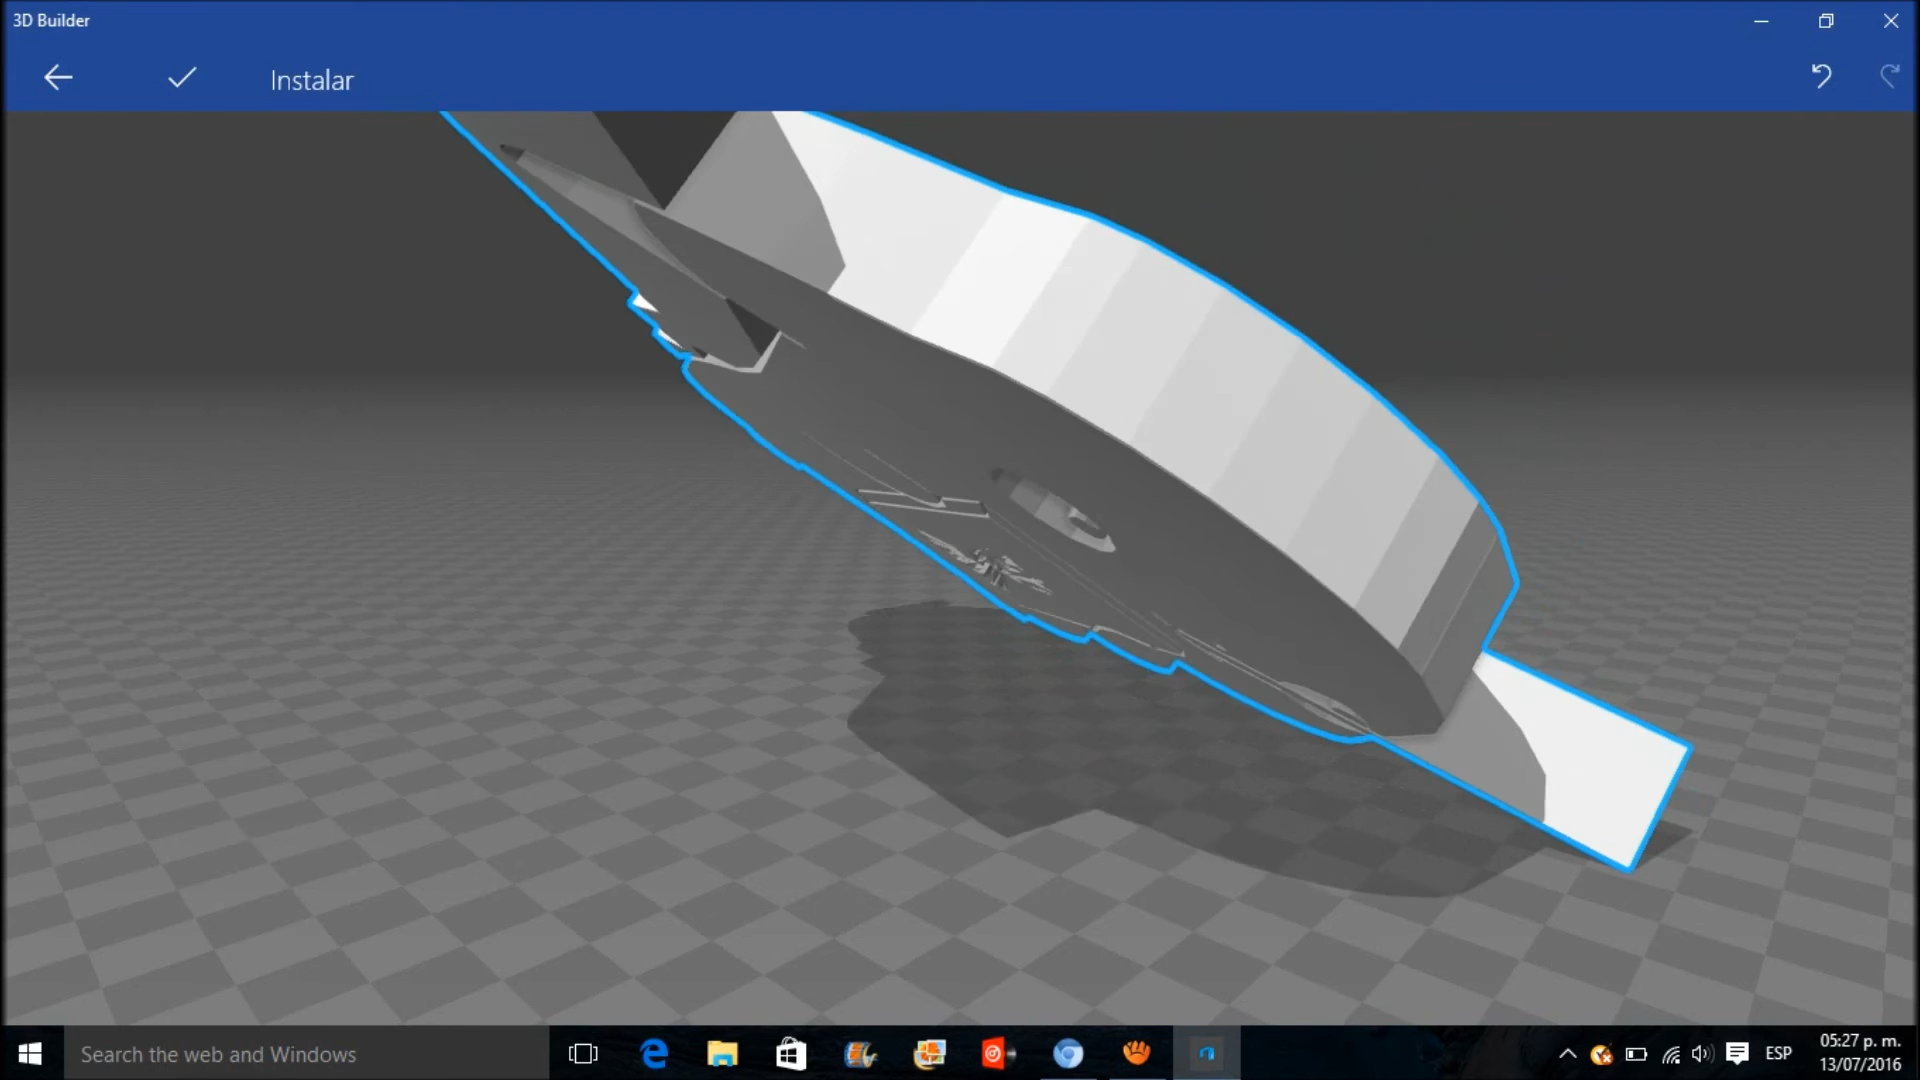 3D Builder
Instalar
Search the web and Windows
ESP
05:27 p. m.
13/07/2016